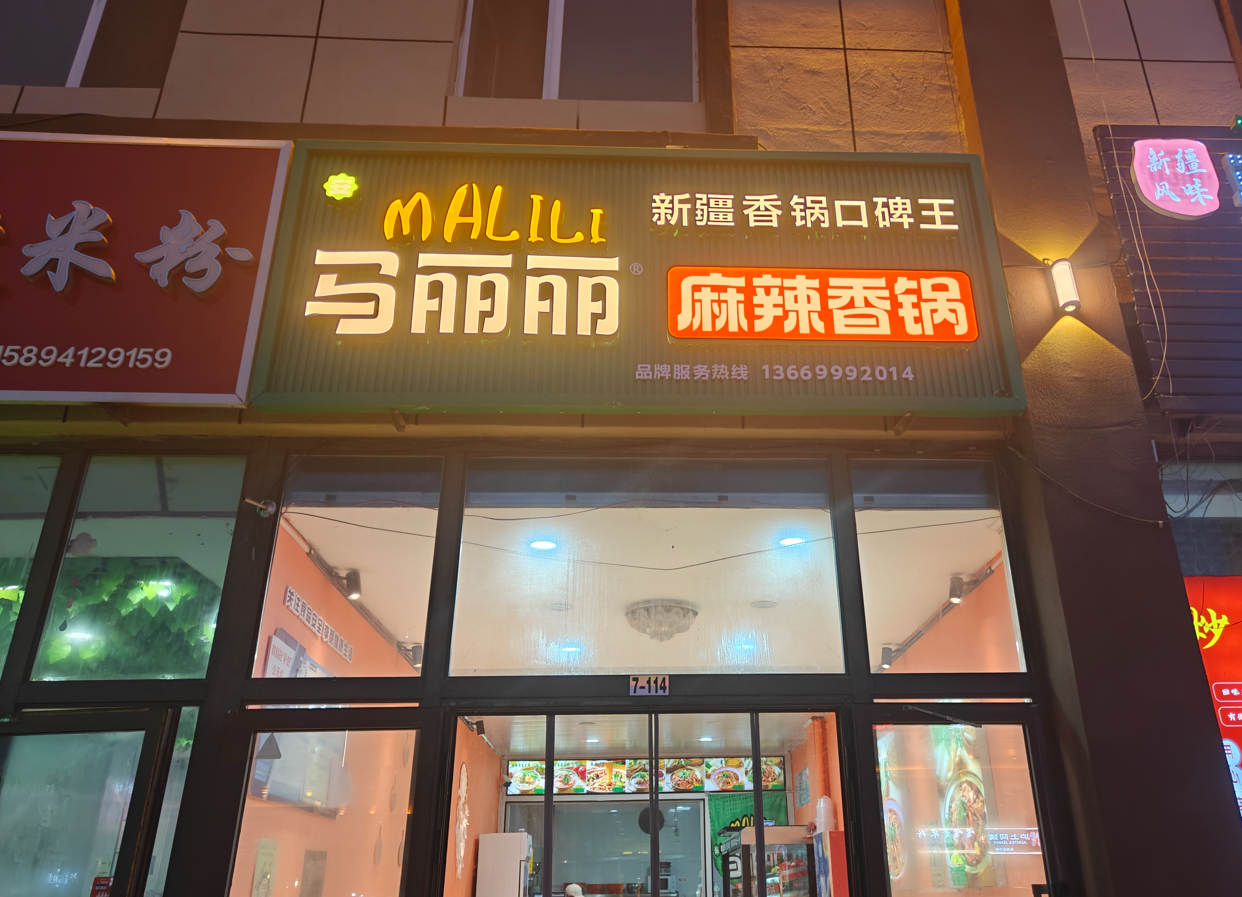 米粉
15894129159
MALILI
马丽丽®
新疆香锅口碑王
麻辣香锅
品牌服务热线 13669992014
新疆
风味
7-114
炒